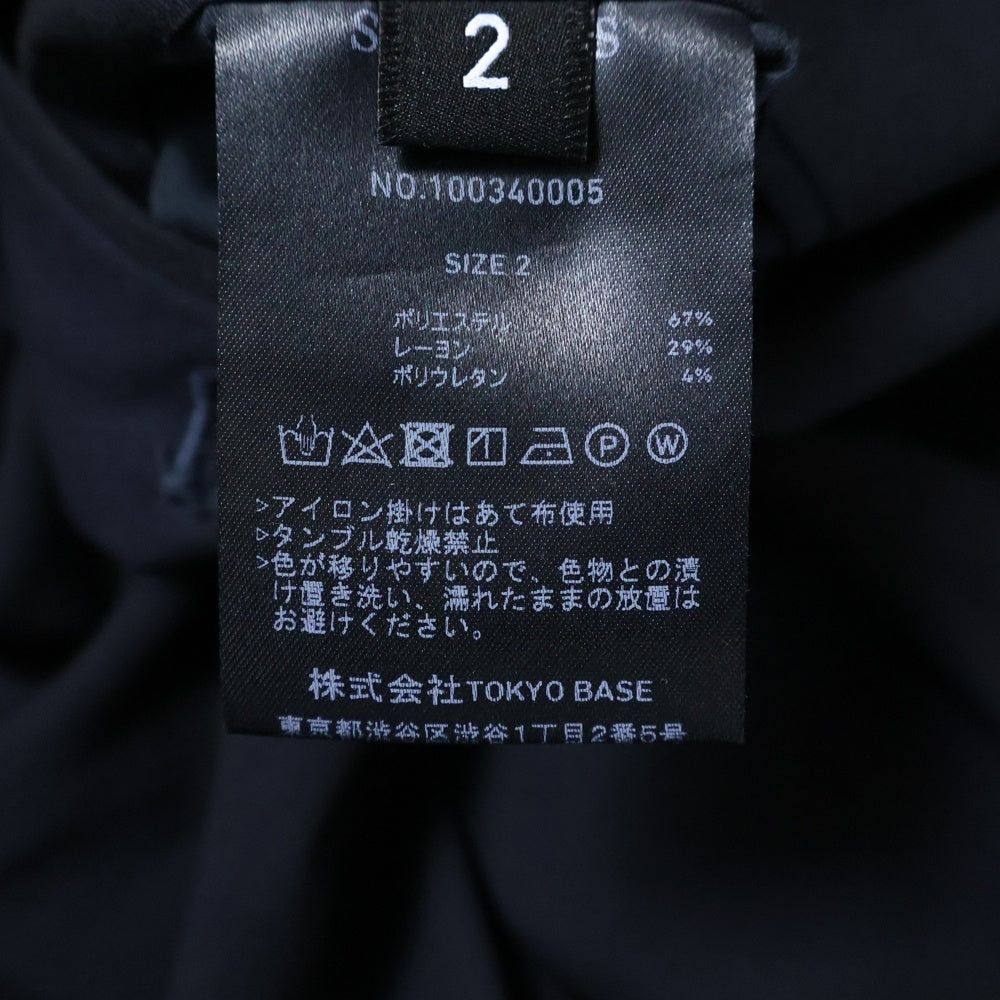 2
NO.100340005
SIZE 2
ポリエステル 67%
レーヨン 29%
ポリウレタン 4%
P W
▷アイロン掛けはあて布使用
▷タンブル乾燥禁止
▷色が移りやすいので、色物との漬
け置き洗い、濡れたままの放置は
お避けください。
株式会社TOKYO BASE
東京都渋谷区渋谷1丁目2番5号